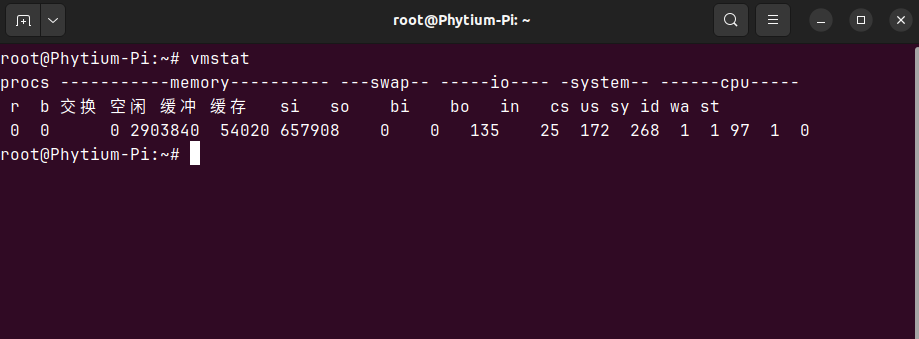 root@Phytium-Pi: ~
root@Phytium-Pi:~# vmstat
procs -----------memory---------- ---swap-- -----io---- -system-- ------cpu-----
 r  b 交换 空闲 缓冲 缓存   si   so    bi    bo   in   cs us sy id wa st
 0  0      0 2903840  54020 657908    0    0   135    25  172  268  1  1 97  1  0
root@Phytium-Pi:~#